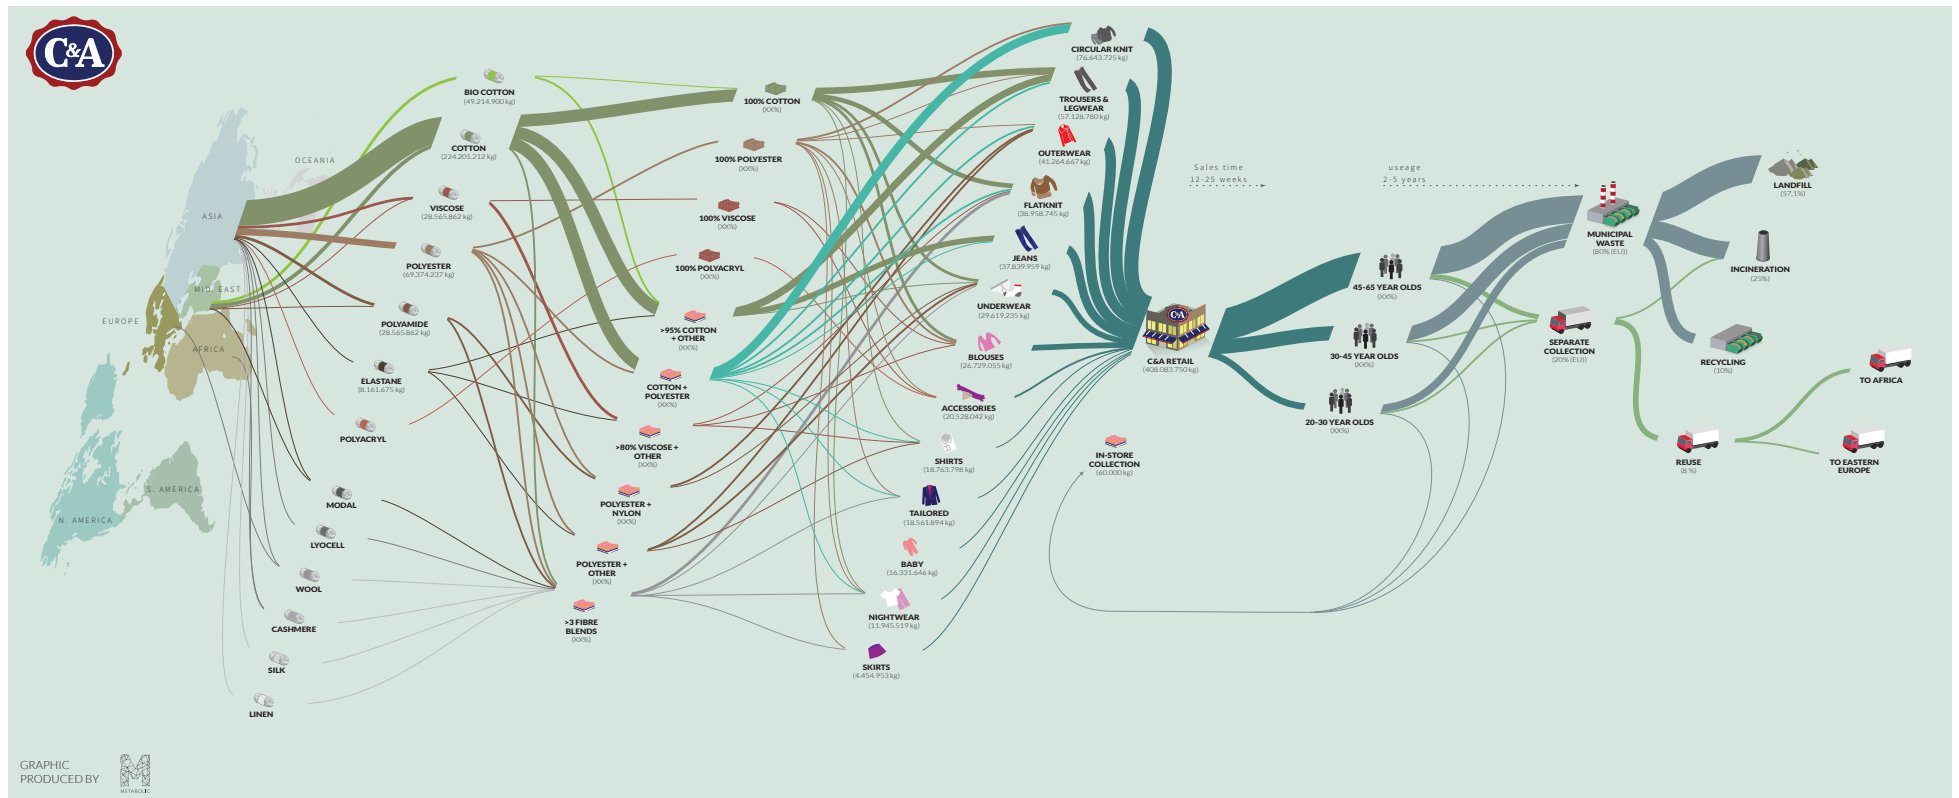 C&A
OCEANIA
ASIA
MID. EAST
EUROPE
AFRICA
S. AMERICA
N. AMERICA
BIO COTTON
(49.214.900 kg)
COTTON
(224.201.212 kg)
VISCOSE
(28.565.862 kg)
POLYESTER
(69.374.237 kg)
POLYAMIDE
(28.565.862 kg)
ELASTANE
(8.161.675 kg)
POLYACRYL
MODAL
LYOCELL
WOOL
CASHMERE
SILK
LINEN
100% COTTON
(XX%)
100% POLYESTER
(XX%)
100% VISCOSE
(XX%)
100% POLYACRYL
(XX%)
>95% COTTON
+ OTHER
(XX%)
COTTON +
POLYESTER
(XX%)
>80% VISCOSE +
OTHER
(XX%)
POLYESTER +
NYLON
(XX%)
POLYESTER +
OTHER
(XX%)
>3 FIBRE
BLENDS
(XX%)
CIRCULAR KNIT
(76.643.725 kg)
TROUSERS &
LEGWEAR
(57.128.780 kg)
OUTERWEAR
(41.264.667 kg)
FLATKNIT
(38.958.745 kg)
JEANS
(37.839.959 kg)
UNDERWEAR
(29.619.235 kg)
BLOUSES
(26.729.055 kg)
ACCESSORIES
(20.528.042 kg)
SHIRTS
(18.763.798 kg)
TAILORED
(18.561.894 kg)
BABY
(16.331.646 kg)
NIGHTWEAR
(11.945.519 kg)
SKIRTS
(4.454.953 kg)
C&A
C&A RETAIL
(408.083.750 kg)
IN-STORE
COLLECTION
(60.000 kg)
Sales time
12-25 weeks
useage
2-5 years
45-65 YEAR OLDS
(XX%)
30-45 YEAR OLDS
(XX%)
20-30 YEAR OLDS
(XX%)
MUNICIPAL
WASTE
(80% (EU))
SEPARATE
COLLECTION
(20% (EU))
LANDFILL
(57.1%)
INCINERATION
(25%)
RECYCLING
(10%)
REUSE
(8 %)
TO AFRICA
TO EASTERN
EUROPE
GRAPHIC
PRODUCED BY
METABOLIC